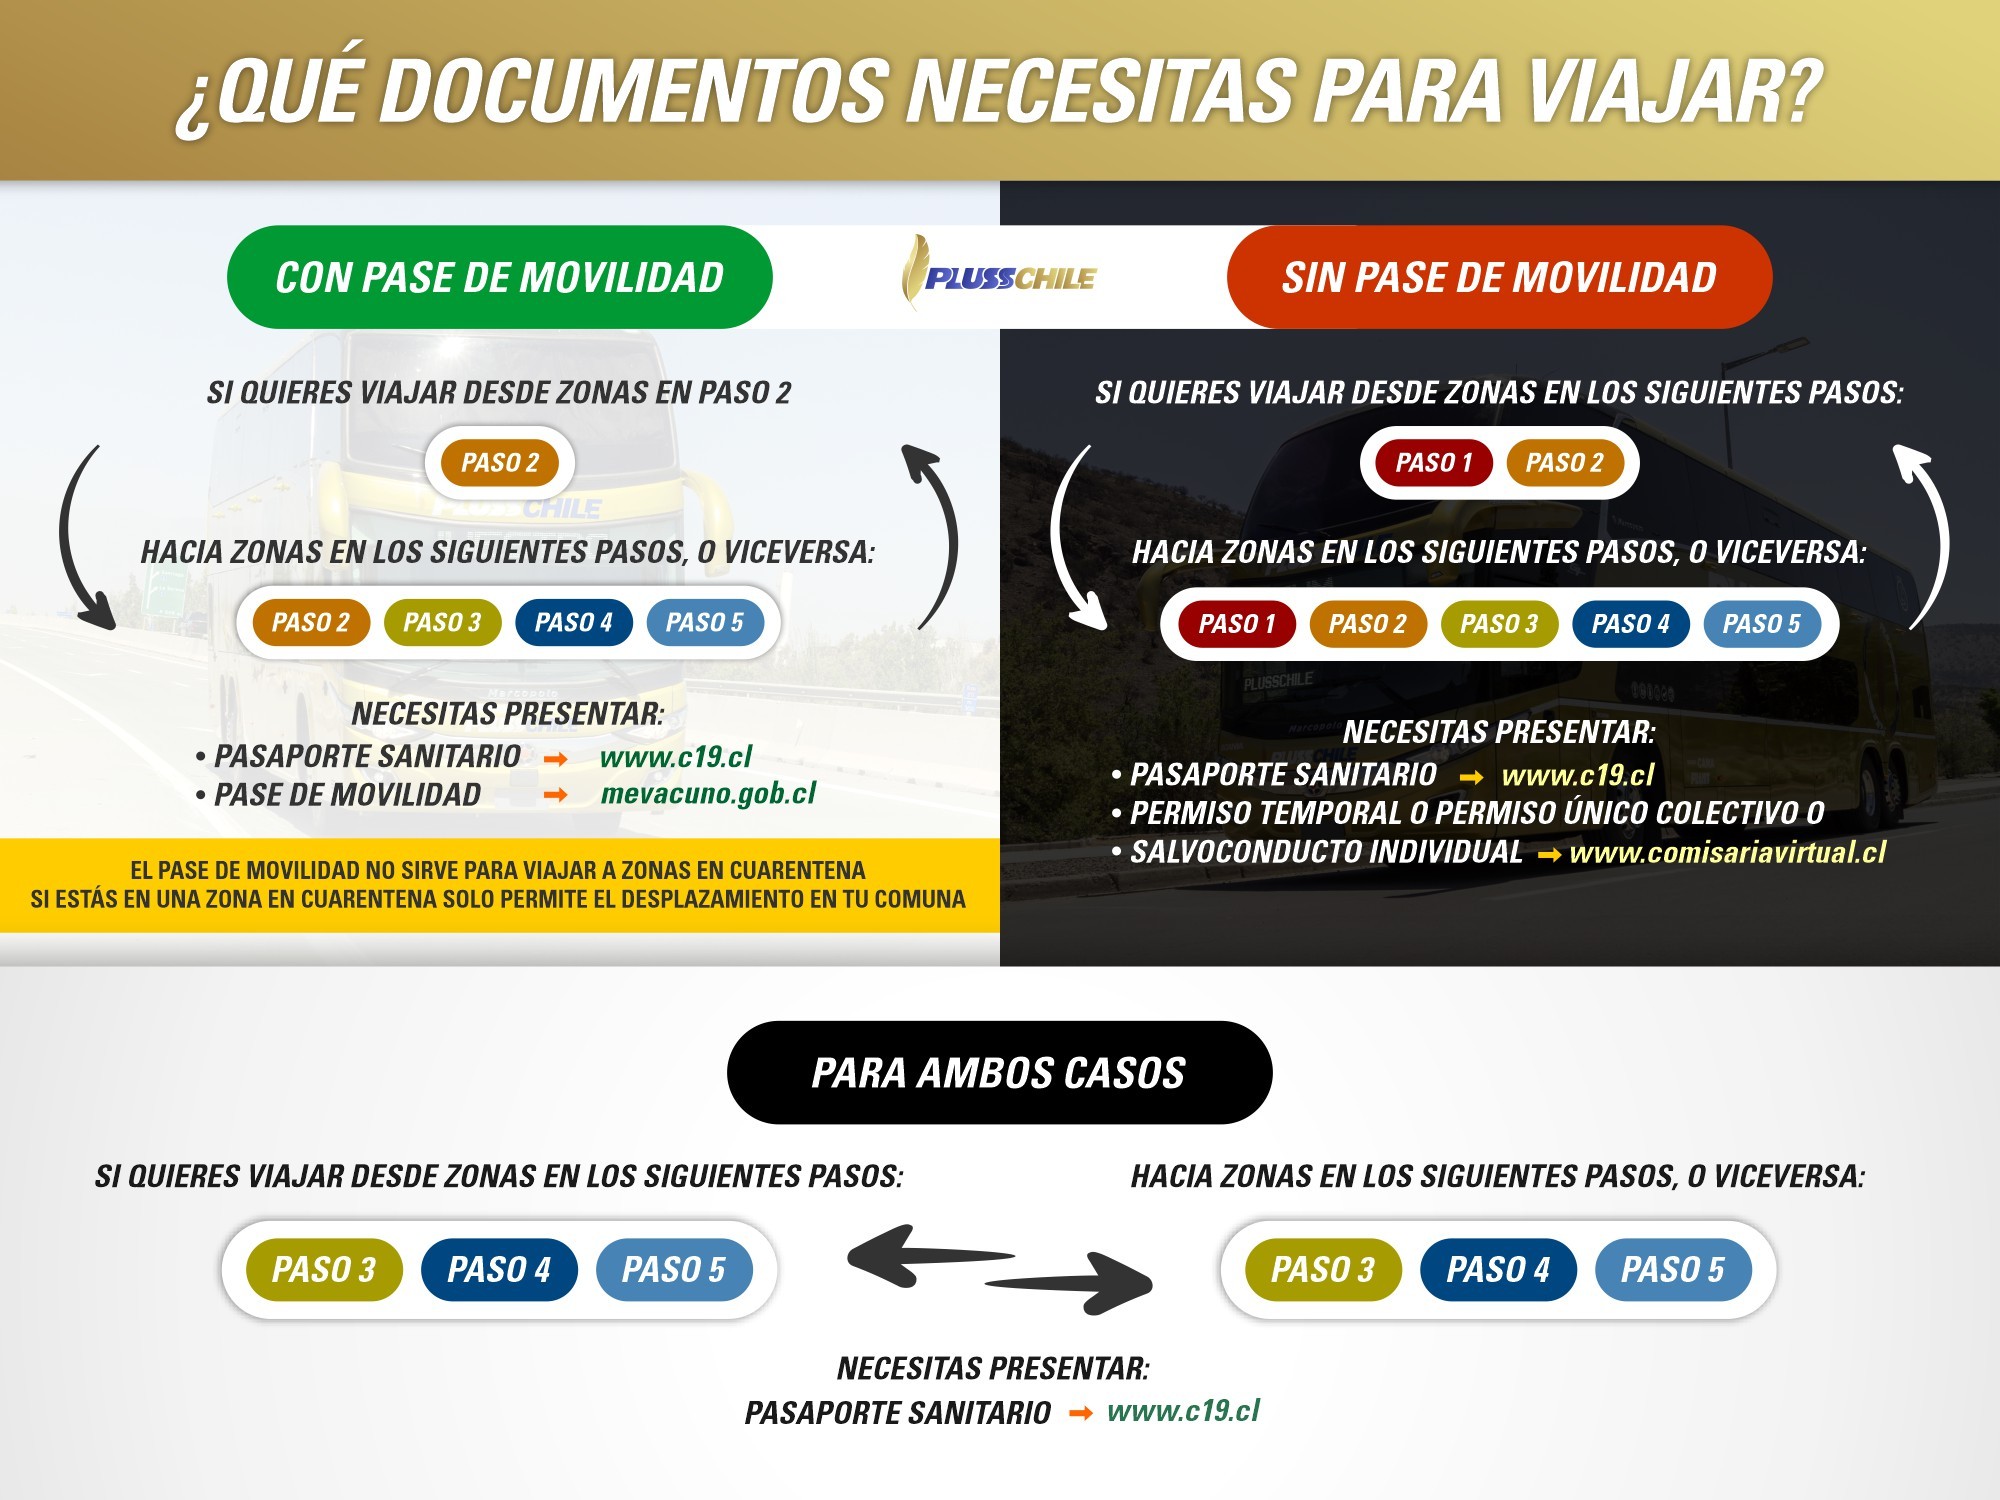 ¿QUÉ DOCUMENTOS NECESITAS PARA VIAJAR?
CON PASE DE MOVILIDAD
PLUSSCHILE
SIN PASE DE MOVILIDAD
SI QUIERES VIAJAR DESDE ZONAS EN PASO 2
PASO 2
PLUSSCHILE
HACIA ZONAS EN LOS SIGUIENTES PASOS, O VICEVERSA:
PASO 2 PASO 3 PASO 4 PASO 5
Marcopolo
NECESITAS PRESENTAR:
CHILE
• PASAPORTE SANITARIO ➡ www.c19.cl
• PASE DE MOVILIDAD ➡ mevacuno.gob.cl
EL PASE DE MOVILIDAD NO SIRVE PARA VIAJAR A ZONAS EN CUARENTENA
SI ESTÁS EN UNA ZONA EN CUARENTENA SOLO PERMITE EL DESPLAZAMIENTO EN TU COMUNA
SI QUIERES VIAJAR DESDE ZONAS EN LOS SIGUIENTES PASOS:
PASO 1 PASO 2
HACIA ZONAS EN LOS SIGUIENTES PASOS, O VICEVERSA:
PASO 1 PASO 2 PASO 3 PASO 4 PASO 5
PLUSSCHILE
Marcopolo
NECESITAS PRESENTAR:
PLUSSCHILE
• PASAPORTE SANITARIO ➡ www.c19.cl
• PERMISO TEMPORAL O PERMISO ÚNICO COLECTIVO O
• SALVOCONDUCTO INDIVIDUAL ➡ www.comisariavirtual.cl
PARA AMBOS CASOS
SI QUIERES VIAJAR DESDE ZONAS EN LOS SIGUIENTES PASOS:
PASO 3 PASO 4 PASO 5
HACIA ZONAS EN LOS SIGUIENTES PASOS, O VICEVERSA:
PASO 3 PASO 4 PASO 5
NECESITAS PRESENTAR:
PASAPORTE SANITARIO ➡ www.c19.cl